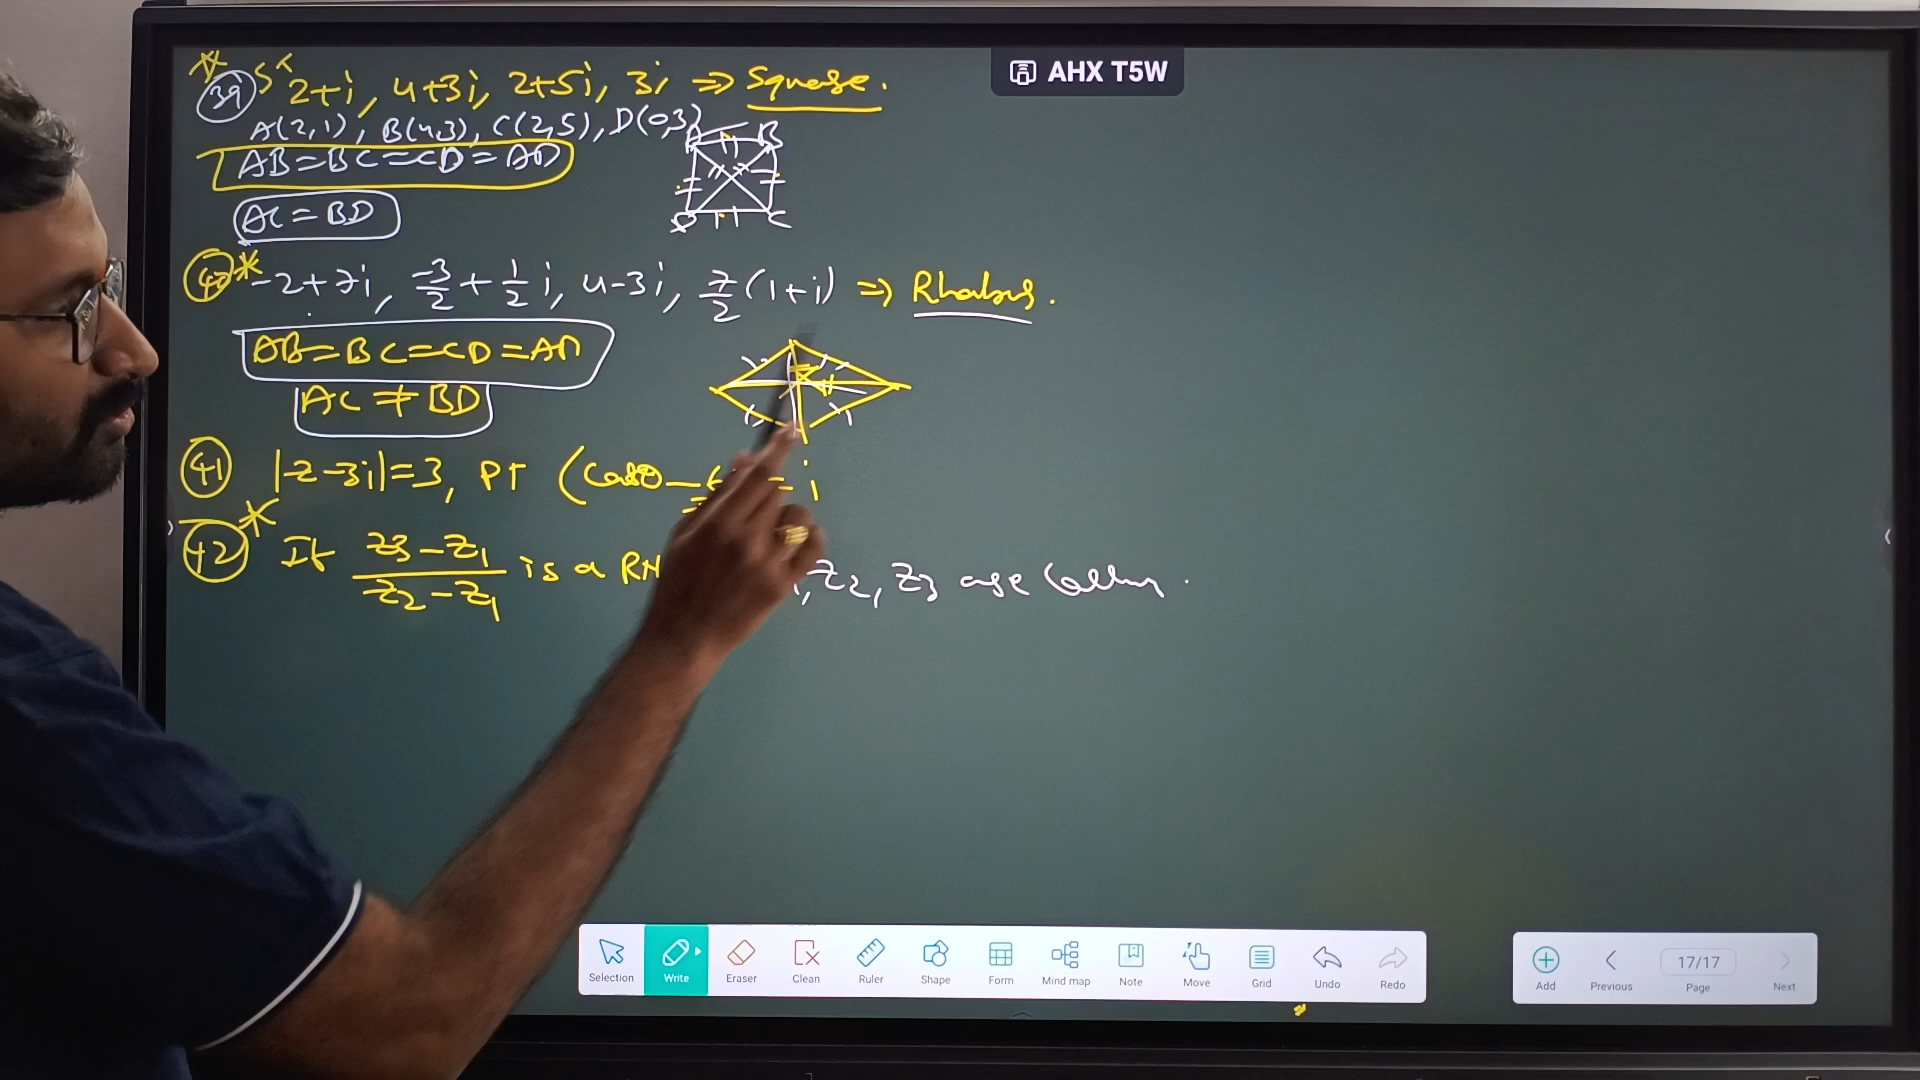 AHX T5W
39 ST 2+i, 4+3i, 2+5i, 3i ⇒ Square.
A(2,1), B(4,3), C(2,5), D(0,3)
AB=BC=CD=AD
AC=BD
A B
D C
40 * -2+7i, -3/2 + 1/2 i, 4-3i, 7/2 (1+i) ⇒
AB=BC=CD=AD
AC≠BD
41 |z-3i|=3, PT (
42 * If z3-z1/z2-z1 is a z2, z3 are
Selection Write Eraser Clean Ruler Shape Form Mind map Note Move Grid Undo Redo
Add Previous 17/17 Page Next